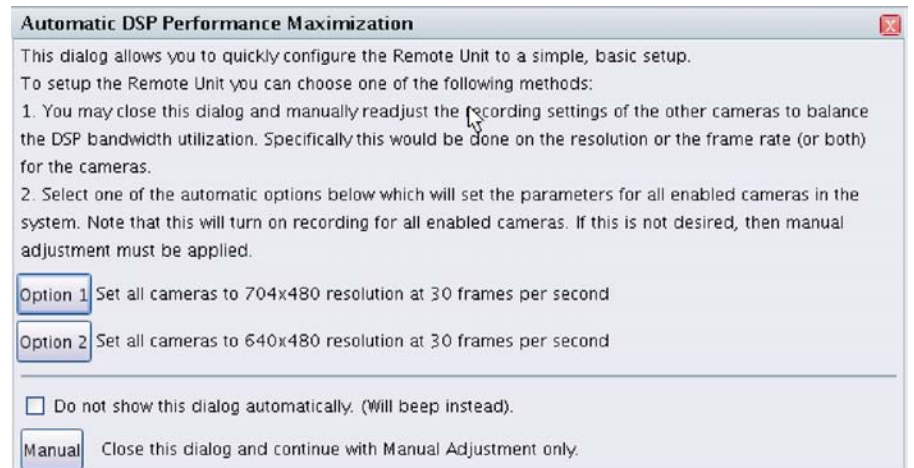 Automatic DSP Performance Maximization
This dialog allows you to quickly configure the Remote Unit to a simple, basic setup.
To setup the Remote Unit you can choose one of the following methods:
1. You may close this dialog and manually readjust the recording settings of the other cameras to balance
the DSP bandwidth utilization. Specifically this would be done on the resolution or the frame rate (or both)
for the cameras.
2. Select one of the automatic options below which will set the parameters for all enabled cameras in the
system. Note that this will turn on recording for all enabled cameras. If this is not desired, then manual
adjustment must be applied.
Option 1 Set all cameras to 704x480 resolution at 30 frames per second
Option 2 Set all cameras to 640x480 resolution at 30 frames per second
Do not show this dialog automatically. (Will beep instead).
Manual Close this dialog and continue with Manual Adjustment only.